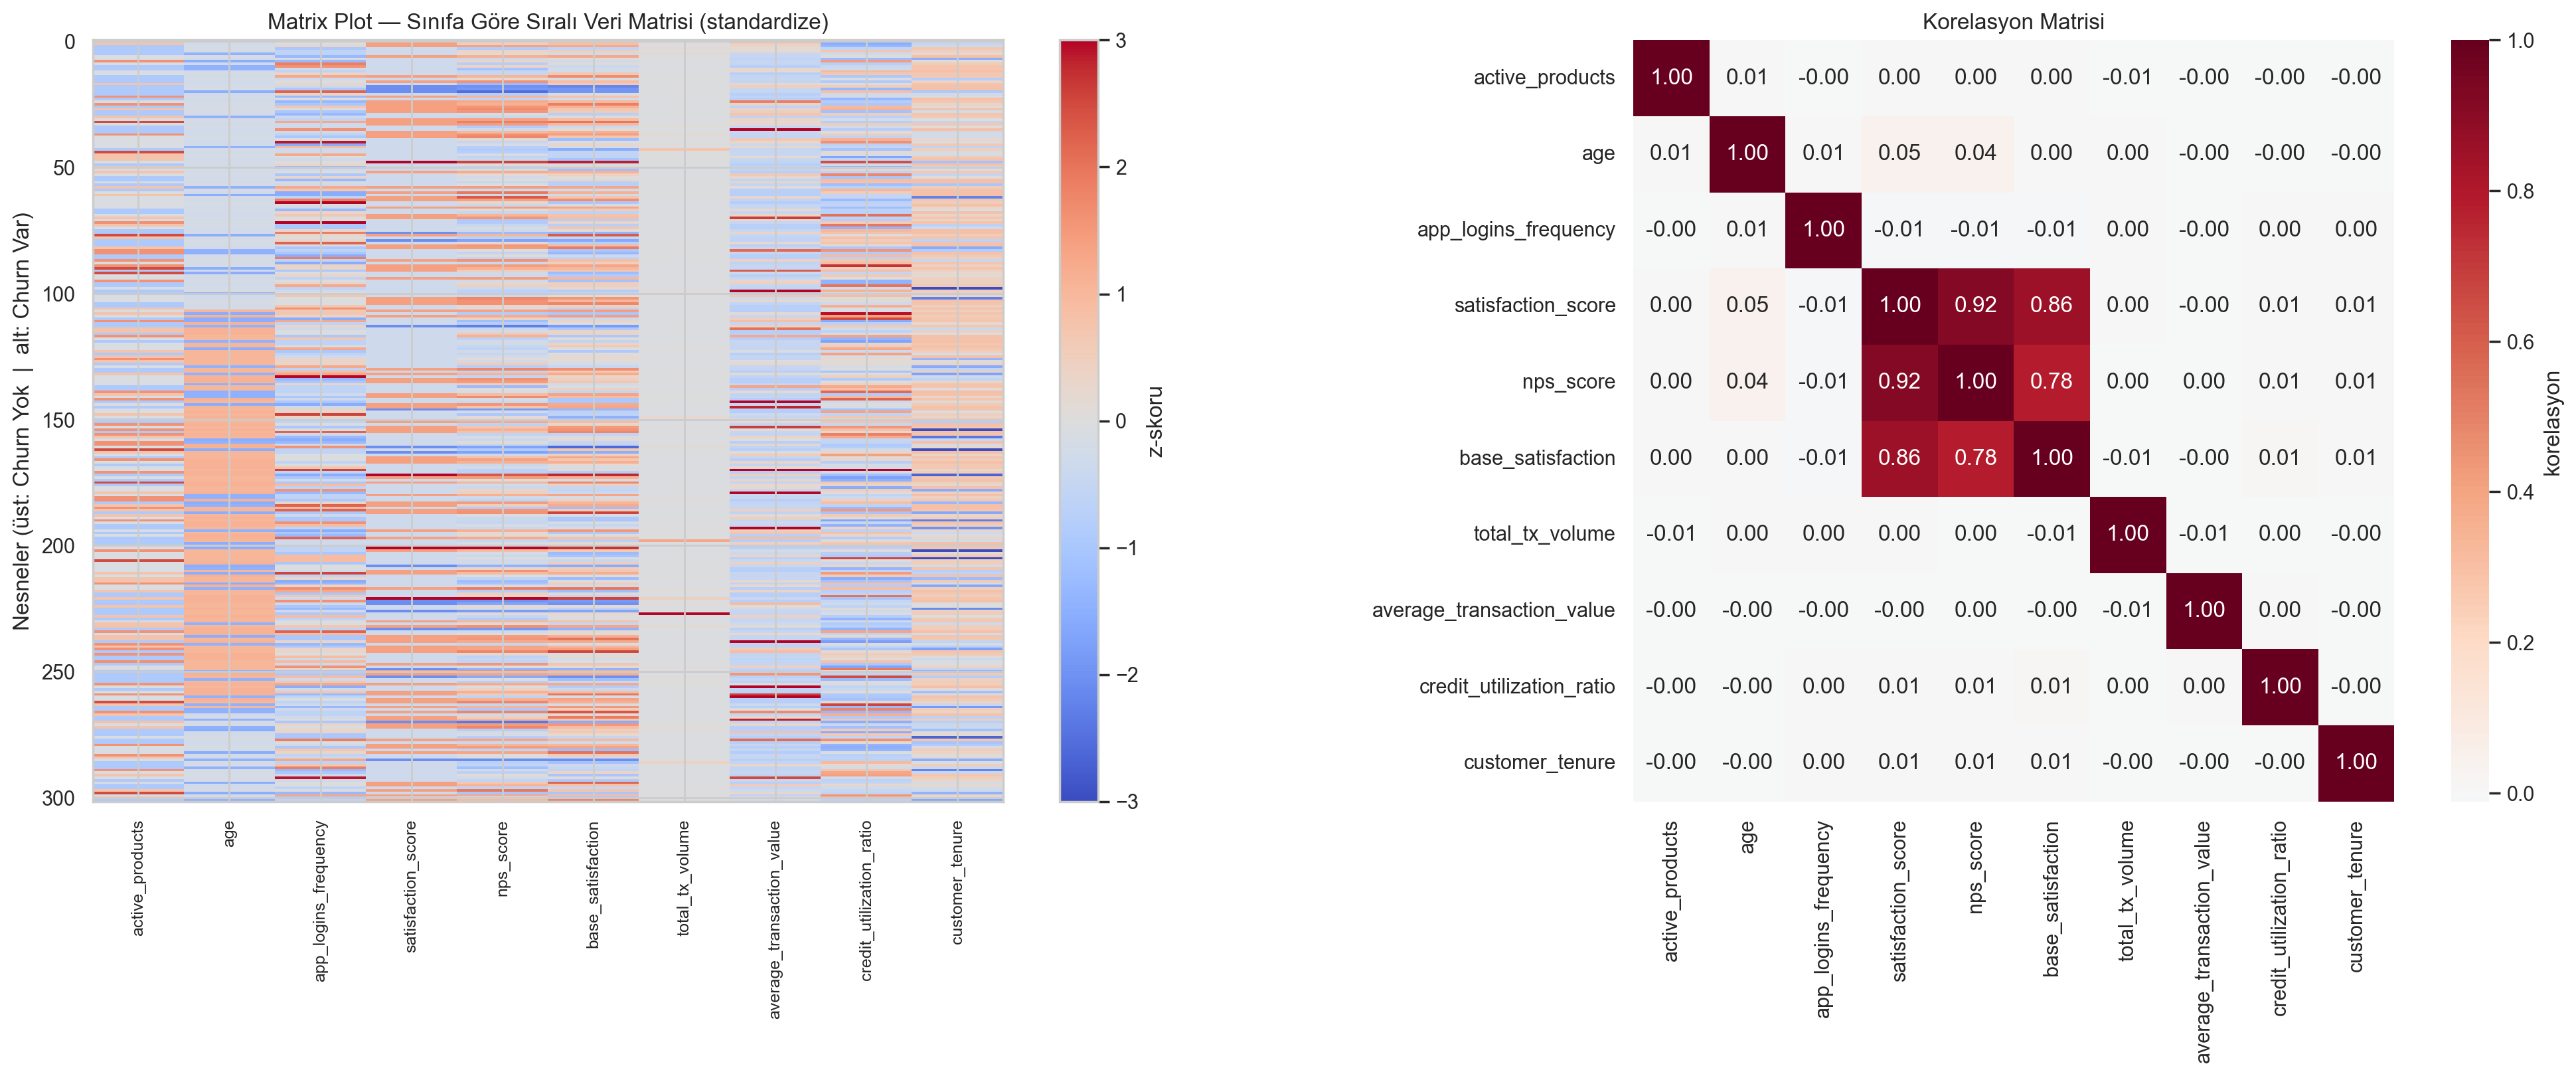 Matrix Plot — Sınıfa Göre Sıralı Veri Matrisi (standardize)
Nesneler (üst: Churn Yok | alt: Churn Var)
0
50
100
150
200
250
300
active_products
age
app_logins_frequency
satisfaction_score
nps_score
base_satisfaction
total_tx_volume
average_transaction_value
credit_utilization_ratio
customer_tenure
3
2
1
0
−1
−2
−3
z-skoru
Korelasyon Matrisi
active_products 1.00 0.01 -0.00 0.00 0.00 0.00 -0.01 -0.00 -0.00 -0.00
age 0.01 1.00 0.01 0.05 0.04 0.00 0.00 -0.00 -0.00 -0.00
app_logins_frequency -0.00 0.01 1.00 -0.01 -0.01 -0.01 0.00 -0.00 0.00 0.00
satisfaction_score 0.00 0.05 -0.01 1.00 0.92 0.86 0.00 -0.00 0.01 0.01
nps_score 0.00 0.04 -0.01 0.92 1.00 0.78 0.00 0.00 0.01 0.01
base_satisfaction 0.00 0.00 -0.01 0.86 0.78 1.00 -0.01 -0.00 0.01 0.01
total_tx_volume -0.01 0.00 0.00 0.00 0.00 -0.01 1.00 -0.01 0.00 -0.00
average_transaction_value -0.00 -0.00 -0.00 -0.00 0.00 -0.00 -0.01 1.00 0.00 -0.00
credit_utilization_ratio -0.00 -0.00 0.00 0.01 0.01 0.01 0.00 0.00 1.00 -0.00
customer_tenure -0.00 -0.00 0.00 0.01 0.01 0.01 -0.00 -0.00 -0.00 1.00
active_products
age
app_logins_frequency
satisfaction_score
nps_score
base_satisfaction
total_tx_volume
average_transaction_value
credit_utilization_ratio
customer_tenure
1.0
0.8
0.6
0.4
0.2
0.0
korelasyon